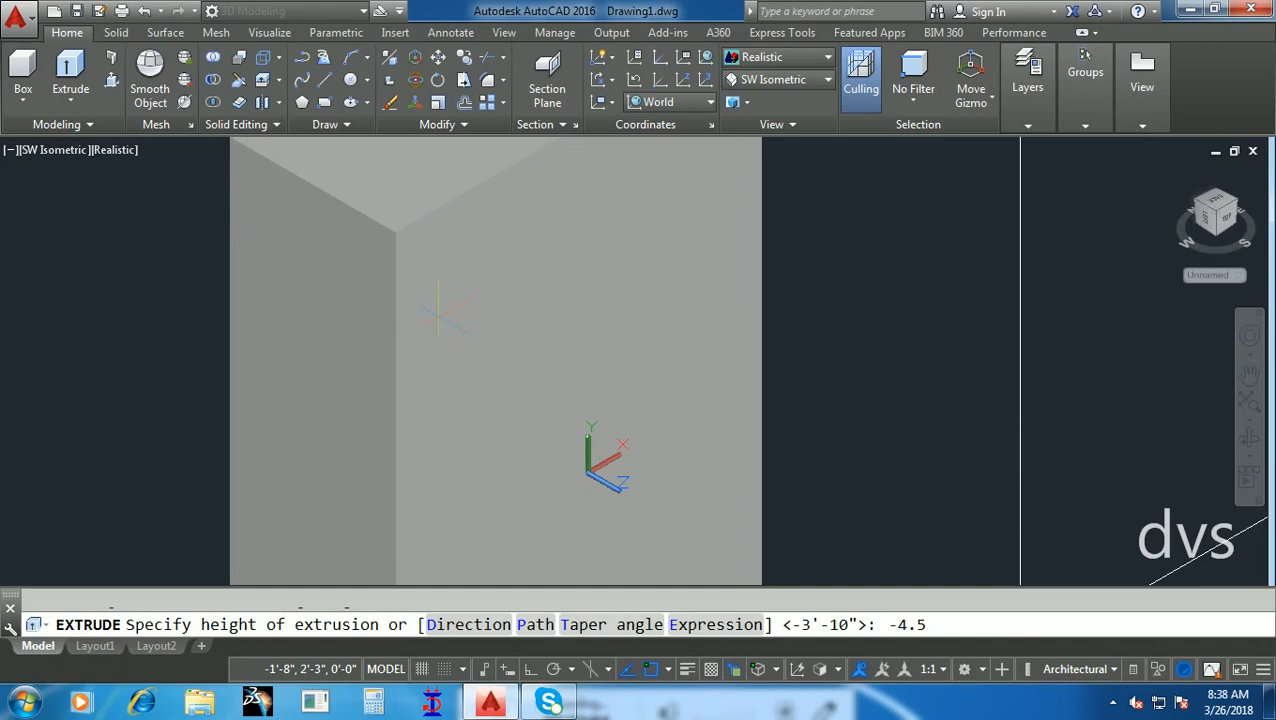 3D Modeling
Autodesk AutoCAD 2016 Drawing1.dwg
Type a keyword or phrase
Sign In
Home Solid Surface Mesh Visualize Parametric Insert Annotate View Manage Output Add-ins A360 Express Tools Featured Apps BIM 360 Performance
Box
Extrude
Smooth
Object
Section
Plane
Realistic
SW Isometric
World
Culling
No Filter
Move
Gizmo
Layers
Groups
View
Modeling Mesh Solid Editing Draw Modify Section Coordinates View Selection
[−][SW Isometric][Realistic]
W S
Unnamed
Y
X
Z
dvs
EXTRUDE Specify height of extrusion or [Direction Path Taper angle Expression] <-3'-10">: -4.5
Model Layout1 Layout2 +
-1'-8", 2'-3", 0'-0" MODEL 1:1 Architectural
8:38 AM
3/26/2018